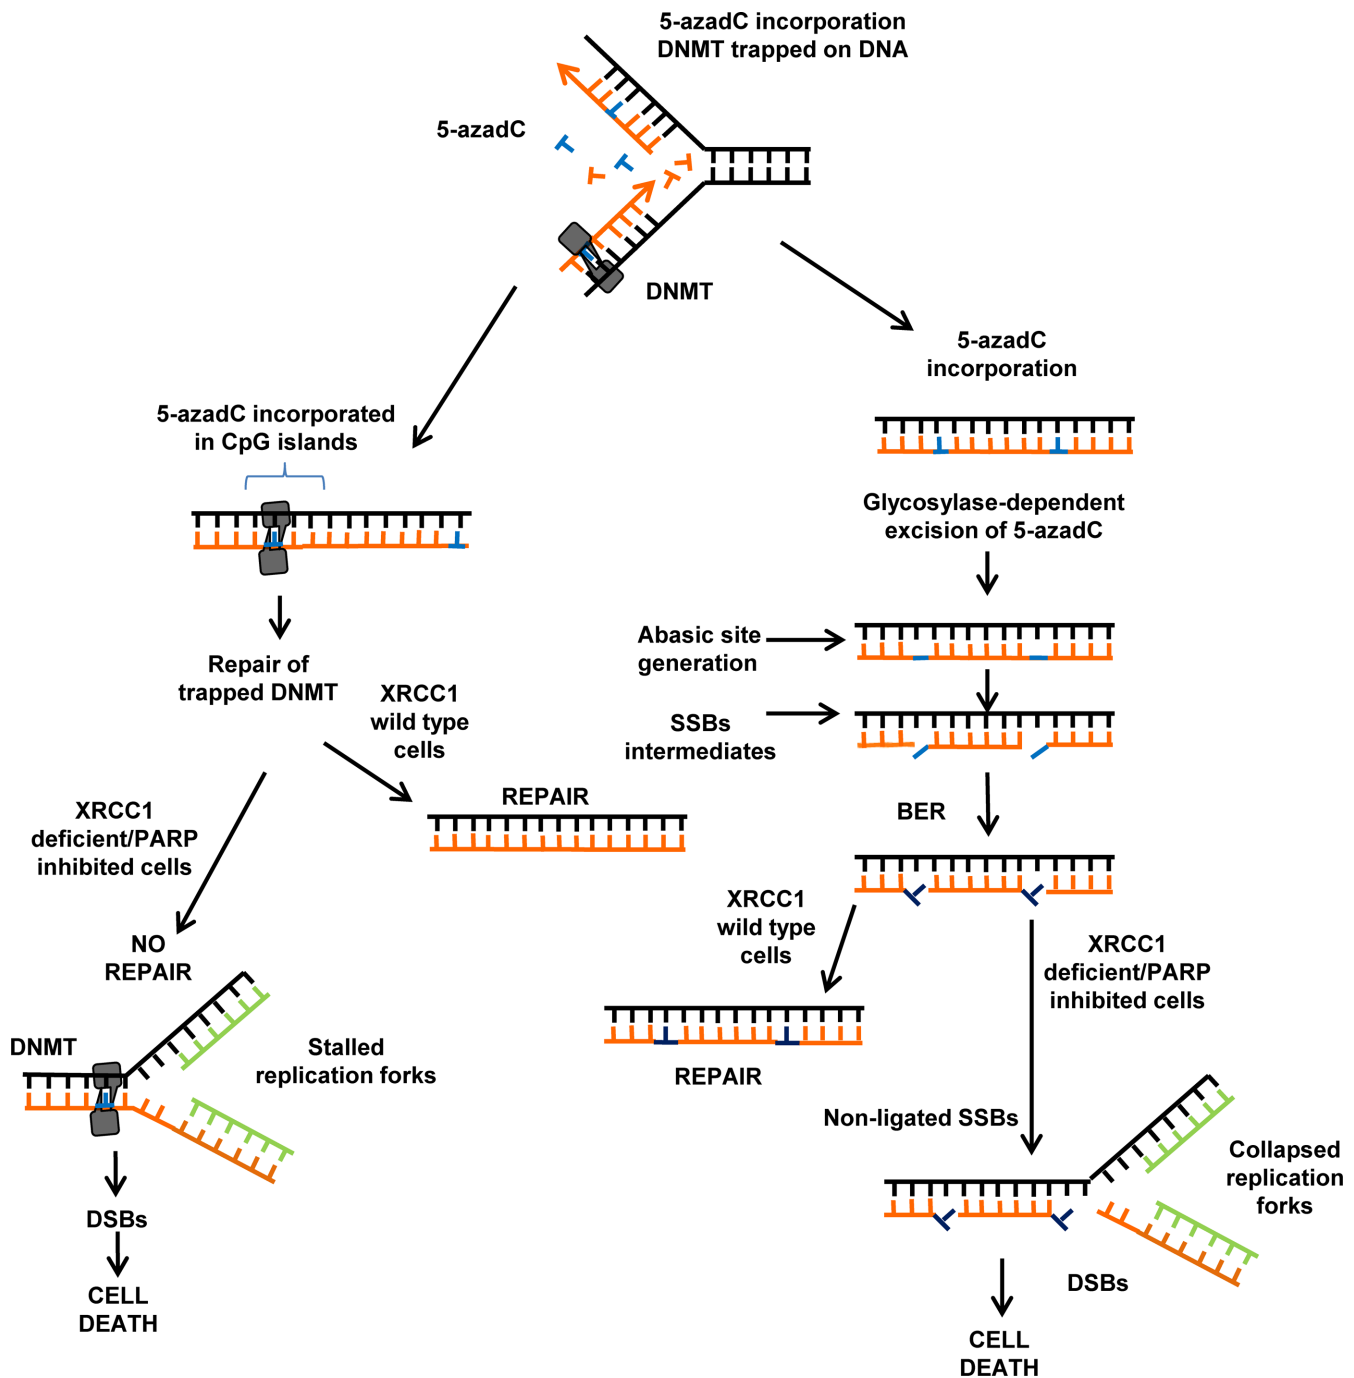 5-azadC incorporation
DNMT trapped on DNA
5-azadC
DNMT
5-azadC
incorporation
5-azadC incorporated
in CpG islands
Glycosylase-dependent
excision of 5-azadC
Abasic site
generation
Repair of
trapped DNMT
XRCC1
wild type
cells
SSBs
intermediates
REPAIR
BER
XRCC1
deficient/PARP
inhibited cells
XRCC1
wild type
cells
NO
REPAIR
XRCC1
deficient/PARP
inhibited cells
DNMT
Stalled
replication forks
REPAIR
Non-ligated SSBs
Collapsed
replication
forks
DSBs
DSBs
CELL
DEATH
CELL
DEATH